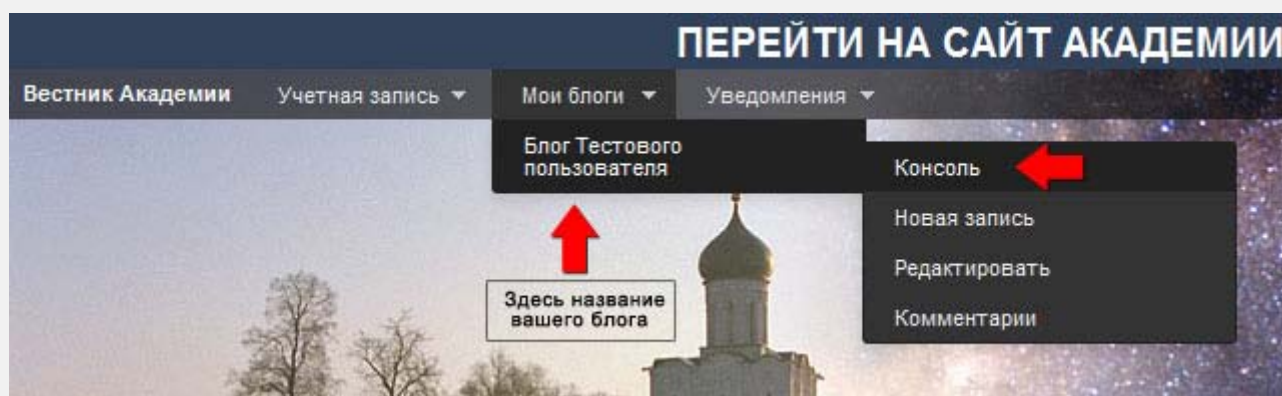 ПЕРЕЙТИ НА САЙТ АКАДЕМИИ
Вестник Академии Учетная запись Мои блоги Уведомления
Блог Тестового
пользователя
Консоль
Новая запись
Редактировать
Комментарии
Здесь название
вашего блога